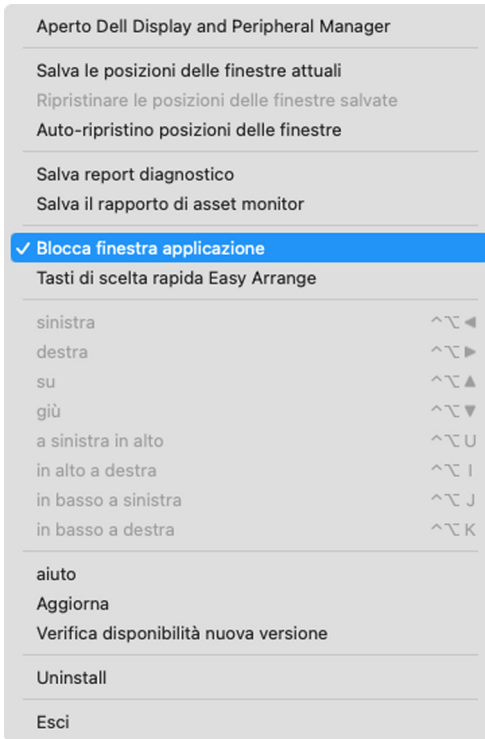 Aperto Dell Display and Peripheral Manager
Salva le posizioni delle finestre attuali
Ripristinare le posizioni delle finestre salvate
Auto-ripristino posizioni delle finestre
Salva report diagnostico
Salva il rapporto di asset monitor
✓ Blocca finestra applicazione
Tasti di scelta rapida Easy Arrange
sinistra ^⌥◀
destra ^⌥▶
su ^⌥▲
giù ^⌥▼
a sinistra in alto ^⌥U
in alto a destra ^⌥I
in basso a sinistra ^⌥J
in basso a destra ^⌥K
aiuto
Aggiorna
Verifica disponibilità nuova versione
Uninstall
Esci